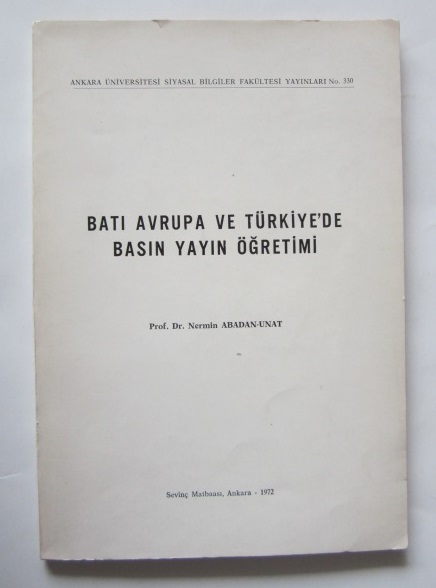 ANKARA ÜNİVERSİTESİ SİYASAL BİLGİLER FAKÜLTESİ YAYINLARI No. 330
BATI AVRUPA VE TÜRKİYE'DE
BASIN YAYIN ÖĞRETİMİ
Prof. Dr. Nermin ABADAN-UNAT
Sevinç Matbaası, Ankara - 1972